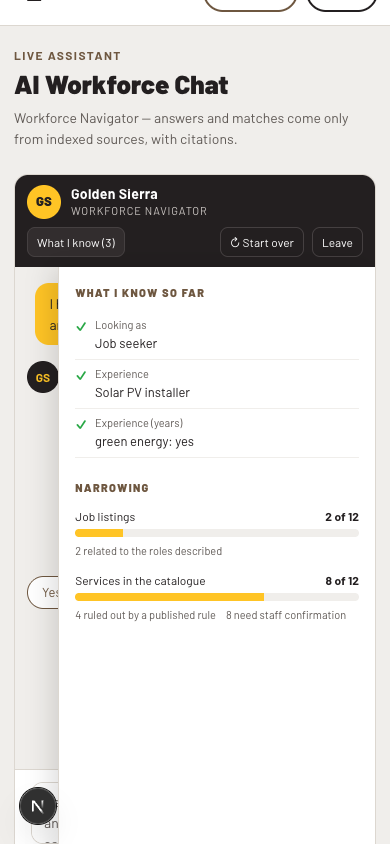 LIVE ASSISTANT
AI Workforce Chat
Workforce Navigator — answers and matches come only
from indexed sources, with citations.
GS
Golden Sierra
WORKFORCE NAVIGATOR
What I know (3)
↻ Start over
Leave
WHAT I KNOW SO FAR
GS
Looking as
Job seeker
Experience
Solar PV installer
Experience (years)
green energy: yes
NARROWING
Job listings 2 of 12
2 related to the roles described
Services in the catalogue 8 of 12
4 ruled out by a published rule 8 need staff confirmation
N